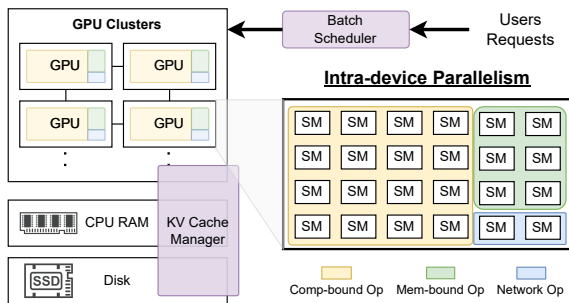 GPU Clusters
Batch
Scheduler
Users
Requests
GPU
GPU
GPU
GPU
Intra-device Parallelism
SM SM SM SM SM SM
SM SM SM SM SM SM
SM SM SM SM SM SM
SM SM SM SM SM SM
CPU RAM
KV Cache
Manager
SSD
Disk
Comp-bound Op
Mem-bound Op
Network Op